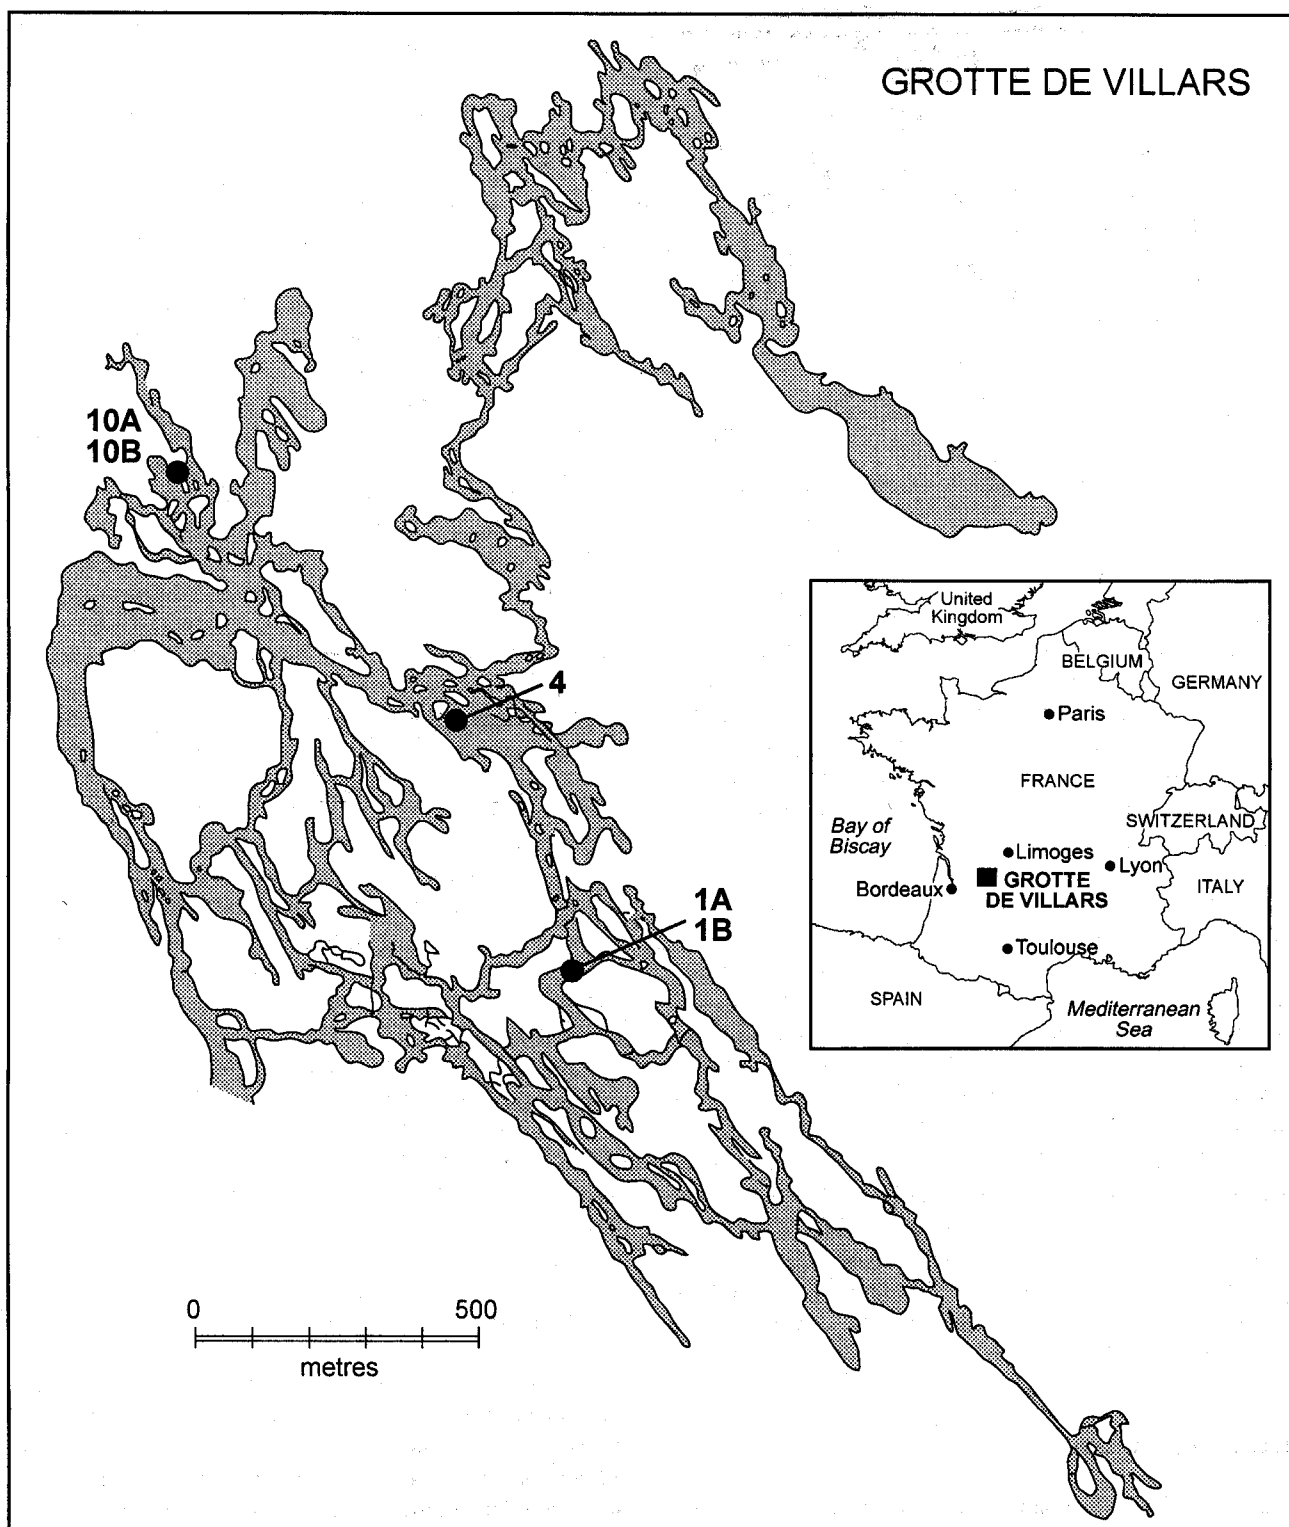 GROTTE DE VILLARS
10A
10B
4
1A
1B
0 500
metres
United
Kingdom
BELGIUM
GERMANY
Paris
FRANCE
SWITZERLAND
Bay of
Biscay
Limoges
Lyon
Bordeaux
GROTTE
DE VILLARS
ITALY
Toulouse
SPAIN
Mediterranean
Sea